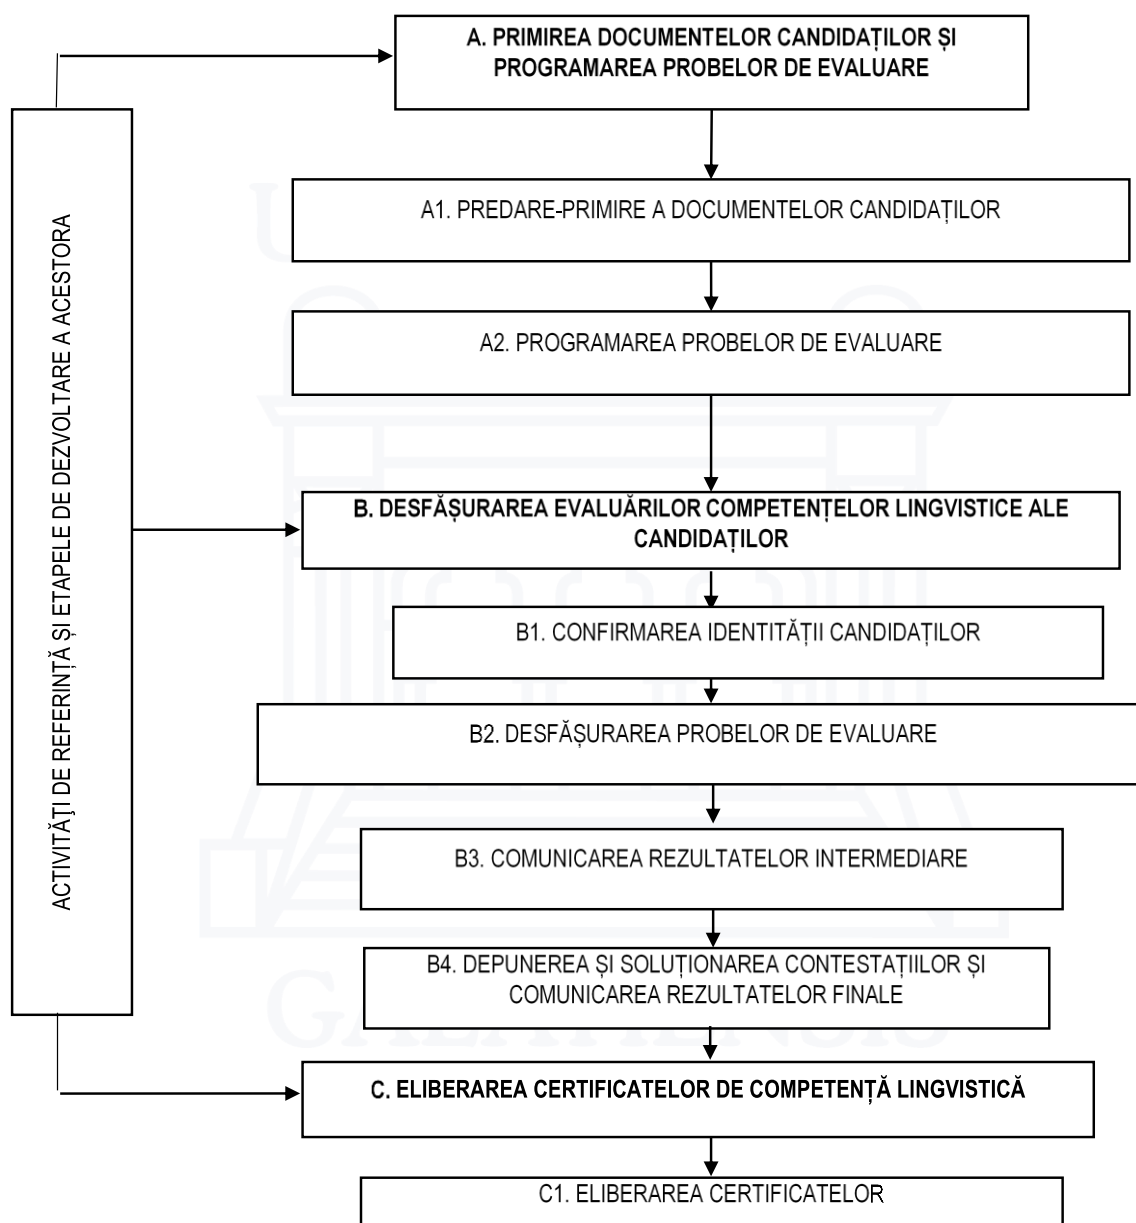 A. PRIMIREA DOCUMENTELOR CANDIDAȚILOR ȘI
PROGRAMAREA PROBELOR DE EVALUARE
ACTIVITĂŢI DE REFERINȚĂ ȘI ETAPELE DE DEZVOLTARE A ACESTORA
A1. PREDARE-PRIMIRE A DOCUMENTELOR CANDIDAȚILOR
A2. PROGRAMAREA PROBELOR DE EVALUARE
B. DESFĂȘURAREA EVALUĂRILOR COMPETENȚELOR LINGVISTICE ALE
CANDIDAȚILOR
B1. CONFIRMAREA IDENTITĂȚII CANDIDAȚILOR
B2. DESFĂȘURAREA PROBELOR DE EVALUARE
B3. COMUNICAREA REZULTATELOR INTERMEDIARE
B4. DEPUNEREA ȘI SOLUȚIONAREA CONTESTAȚIILOR ȘI
COMUNICAREA REZULTATELOR FINALE
C. ELIBERAREA CERTIFICATELOR DE COMPETENȚĂ LINGVISTICĂ
C1. ELIBERAREA CERTIFICATELOR